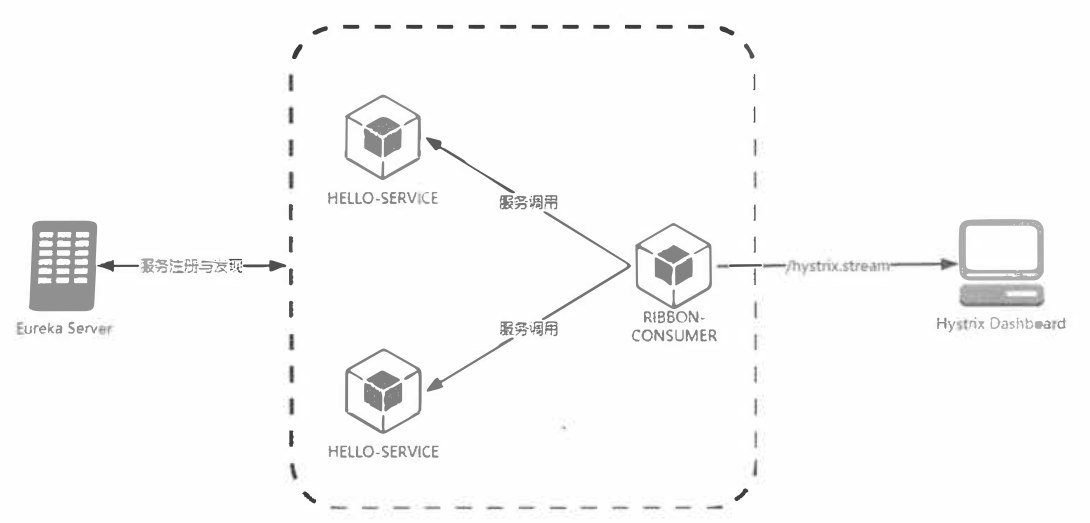 HELLO-SERVICE
服务调用
Eureka Server
服务注册与发现
RIBBON-
CONSUMER
/hystrix.stream
Hystrix Dashboard
服务调用
HELLO-SERVICE